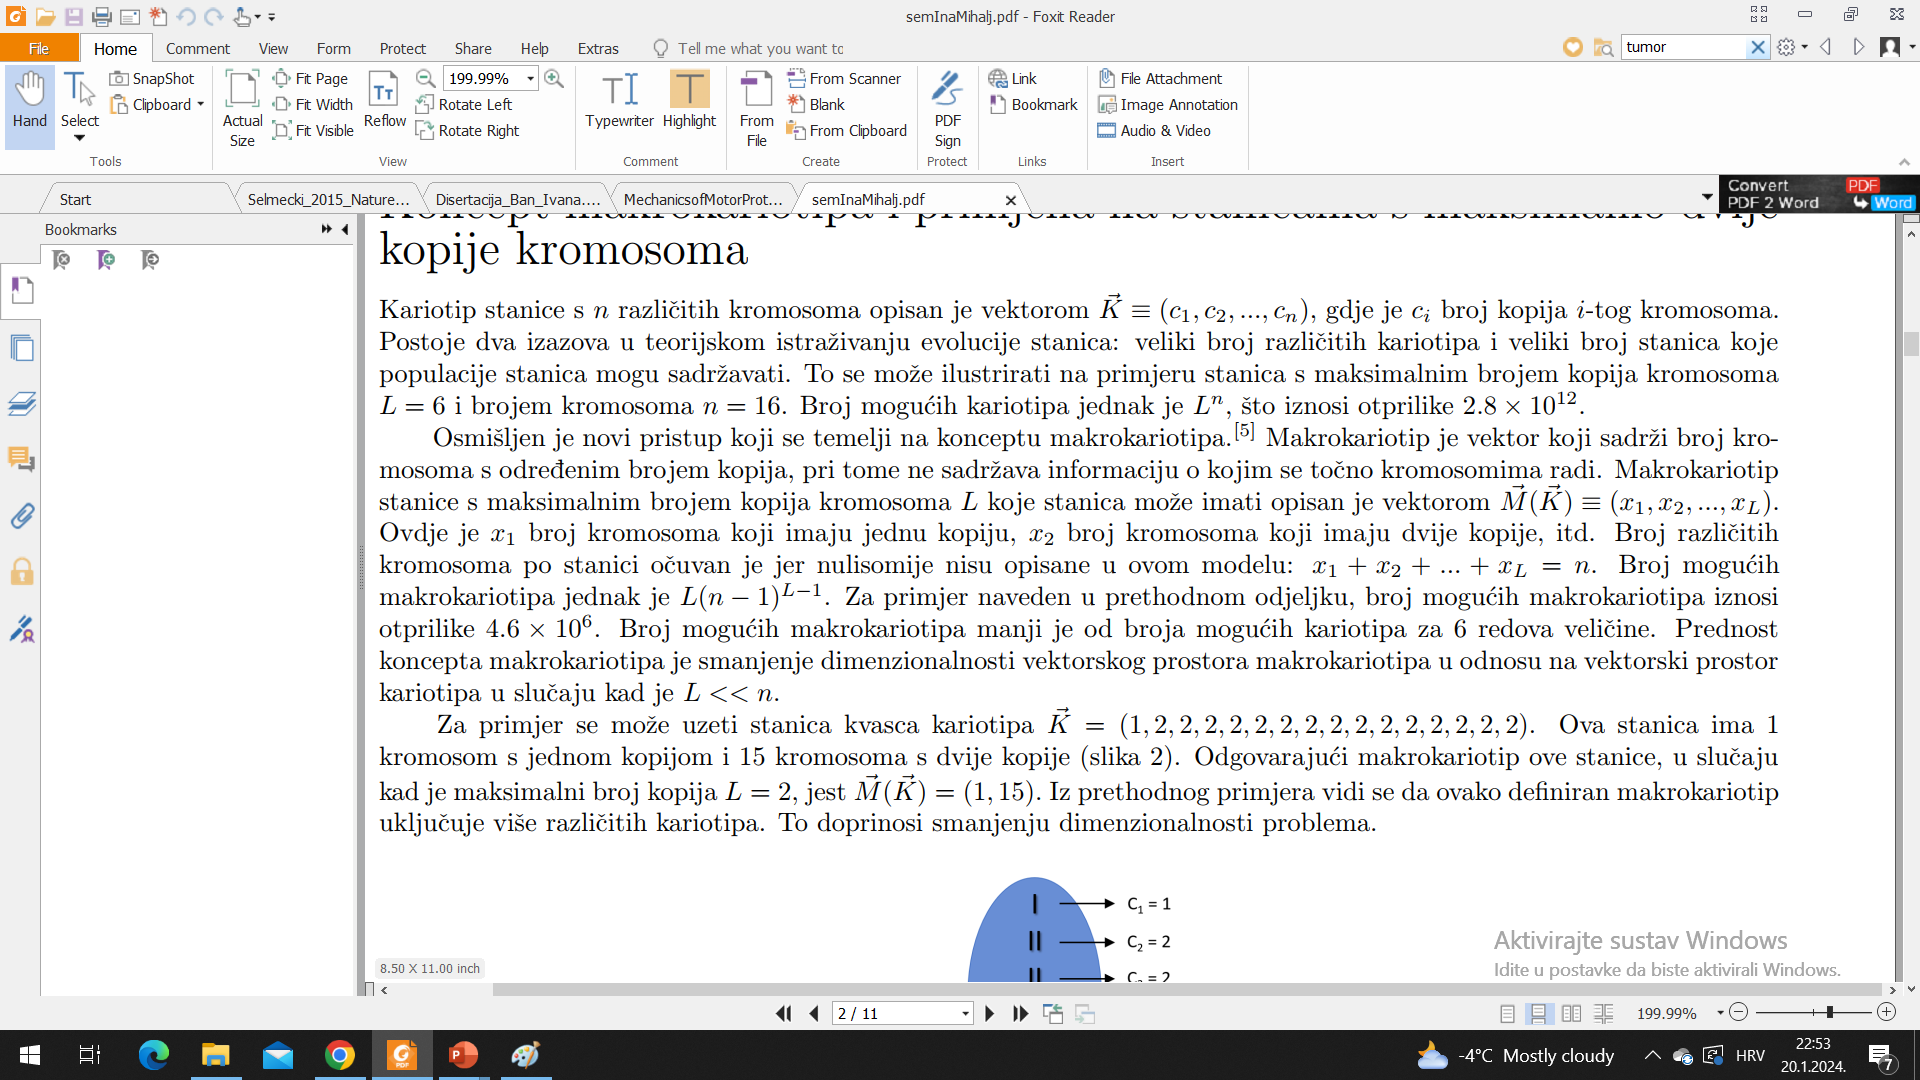 semInaMihalj.pdf - Foxit Reader
File Home Comment View Form Protect Share Help Extras Tell me what you want to tumor
Hand Select SnapShot Clipboard Tools
Actual Size Fit Page Fit Width Fit Visible Reflow 199.99% Rotate Left Rotate Right View
Typewriter Highlight Comment
From File From Scanner Blank From Clipboard Create
PDF Sign Protect
Link Bookmark Links
File Attachment Image Annotation Audio & Video Insert
Start Selmecki_2015_Nature... Disertacija_Ban_Ivana.... MechanicsofMotorProt... semInaMihalj.pdf
Convert PDF
PDF 2 Word Word
Bookmarks
Koncept makrokariotipa i primjena na stanicama s maksimalno dvije
kopije kromosoma
Kariotip stanice s n različitih kromosoma opisan je vektorom K⃗ ≡ (c₁, c₂, ..., cₙ), gdje je cᵢ broj kopija i-tog kromosoma.
Postoje dva izazova u teorijskom istraživanju evolucije stanica: veliki broj različitih kariotipa i veliki broj stanica koje
populacije stanica mogu sadržavati. To se može ilustrirati na primjeru stanica s maksimalnim brojem kopija kromosoma
L = 6 i brojem kromosoma n = 16. Broj mogućih kariotipa jednak je Lⁿ, što iznosi otprilike 2.8 × 10¹².
Osmišljen je novi pristup koji se temelji na konceptu makrokariotipa.[5] Makrokariotip je vektor koji sadrži broj kro-
mosoma s određenim brojem kopija, pri tome ne sadržava informaciju o kojim se točno kromosomima radi. Makrokariotip
stanice s maksimalnim brojem kopija kromosoma L koje stanica može imati opisan je vektorom M⃗(K⃗) ≡ (x₁, x₂, ..., x_L).
Ovdje je x₁ broj kromosoma koji imaju jednu kopiju, x₂ broj kromosoma koji imaju dvije kopije, itd. Broj različitih
kromosoma po stanici očuvan je jer nulisomije nisu opisane u ovom modelu: x₁ + x₂ + ... + x_L = n. Broj mogućih
makrokariotipa jednak je L(n − 1)^{L−1}. Za primjer naveden u prethodnom odjeljku, broj mogućih makrokariotipa iznosi
otprilike 4.6 × 10⁶. Broj mogućih makrokariotipa manji je od broja mogućih kariotipa za 6 redova veličine. Prednost
koncepta makrokariotipa je smanjenje dimenzionalnosti vektorskog prostora makrokariotipa u odnosu na vektorski prostor
kariotipa u slučaju kad je L << n.
Za primjer se može uzeti stanica kvasca kariotipa K⃗ = (1, 2, 2, 2, 2, 2, 2, 2, 2, 2, 2, 2, 2, 2, 2, 2). Ova stanica ima 1
kromosom s jednom kopijom i 15 kromosoma s dvije kopije (slika 2). Odgovarajući makrokariotip ove stanice, u slučaju
kad je maksimalni broj kopija L = 2, jest M⃗(K⃗) = (1, 15). Iz prethodnog primjera vidi se da ovako definiran makrokariotip
uključuje više različitih kariotipa. To doprinosi smanjenju dimenzionalnosti problema.
C₁ = 1
C₂ = 2
C₃ = 2
Aktivirajte sustav Windows
Idite u postavke da biste aktivirali Windows.
8.50 X 11.00 inch
2 / 11 199.99%
-4°C Mostly cloudy HRV 22:53
20.1.2024. 7